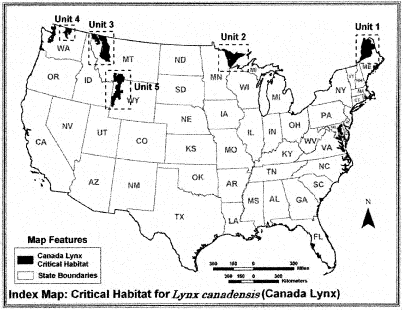 Unit 1
Unit 2
Unit 3
Unit 4
Unit 5
WA
OR
ID
MT
ND
MN
WI
MI
MI
ME
NY
SD
WY
NV
UT
CO
NE
IA
IL
IN
OH
PA
CA
KS
MO
KY
WV
VA
NC
AZ
NM
OK
AR
TN
SC
TX
LA
MS
AL
GA
FL
N
Map Features
Canada Lynx
Critical Habitat
State Boundaries
300 150 0 300
Miles
300 150 0 300
Kilometers
Index Map: Critical Habitat for Lynx canadensis (Canada Lynx)